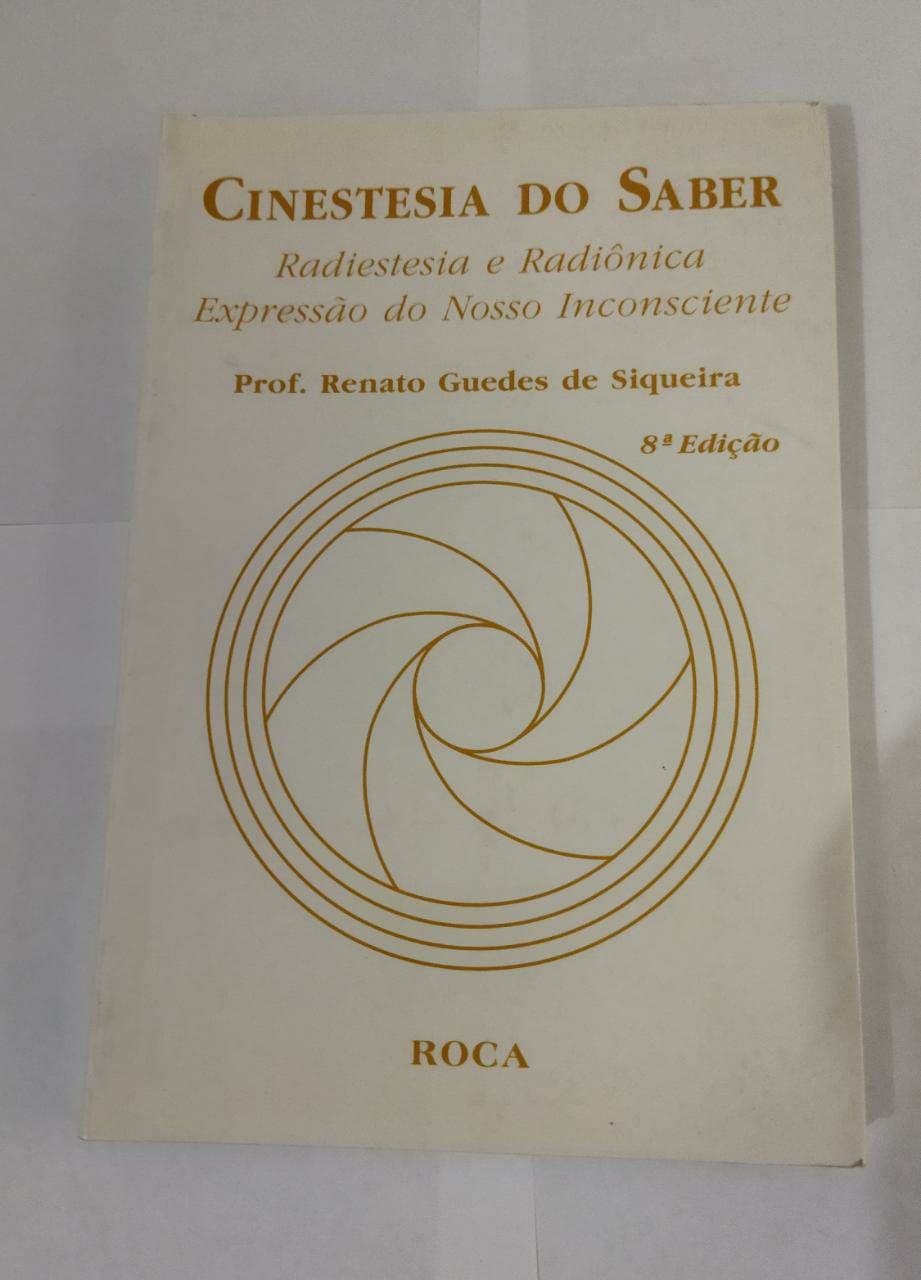 CINESTESIA DO SABER
Radiestesia e Radiônica
Expressão do Nosso Inconsciente
Prof. Renato Guedes de Siqueira
8ª Edição
ROCA